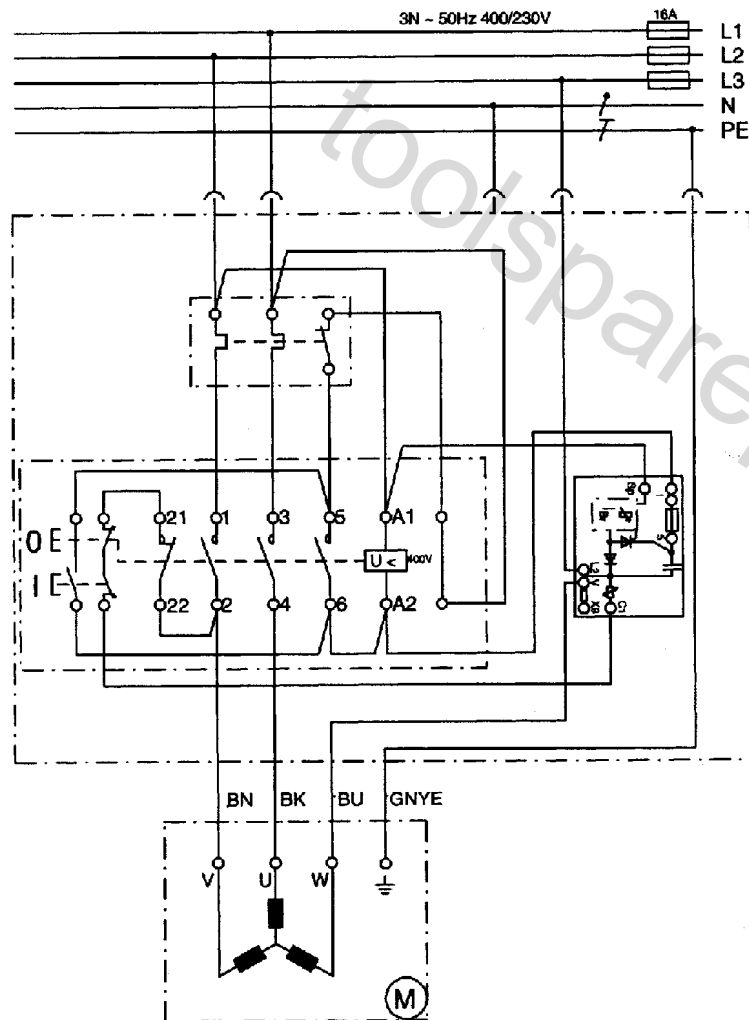 3N ~ 50Hz 400/230V
16A
L1
L2
L3
N
PE
toolspare
21
1
3
5
A1
0 E
U <
400V
I E
22
2
4
6
A2
BN
BK
BU
GNYE
V
U
W
M